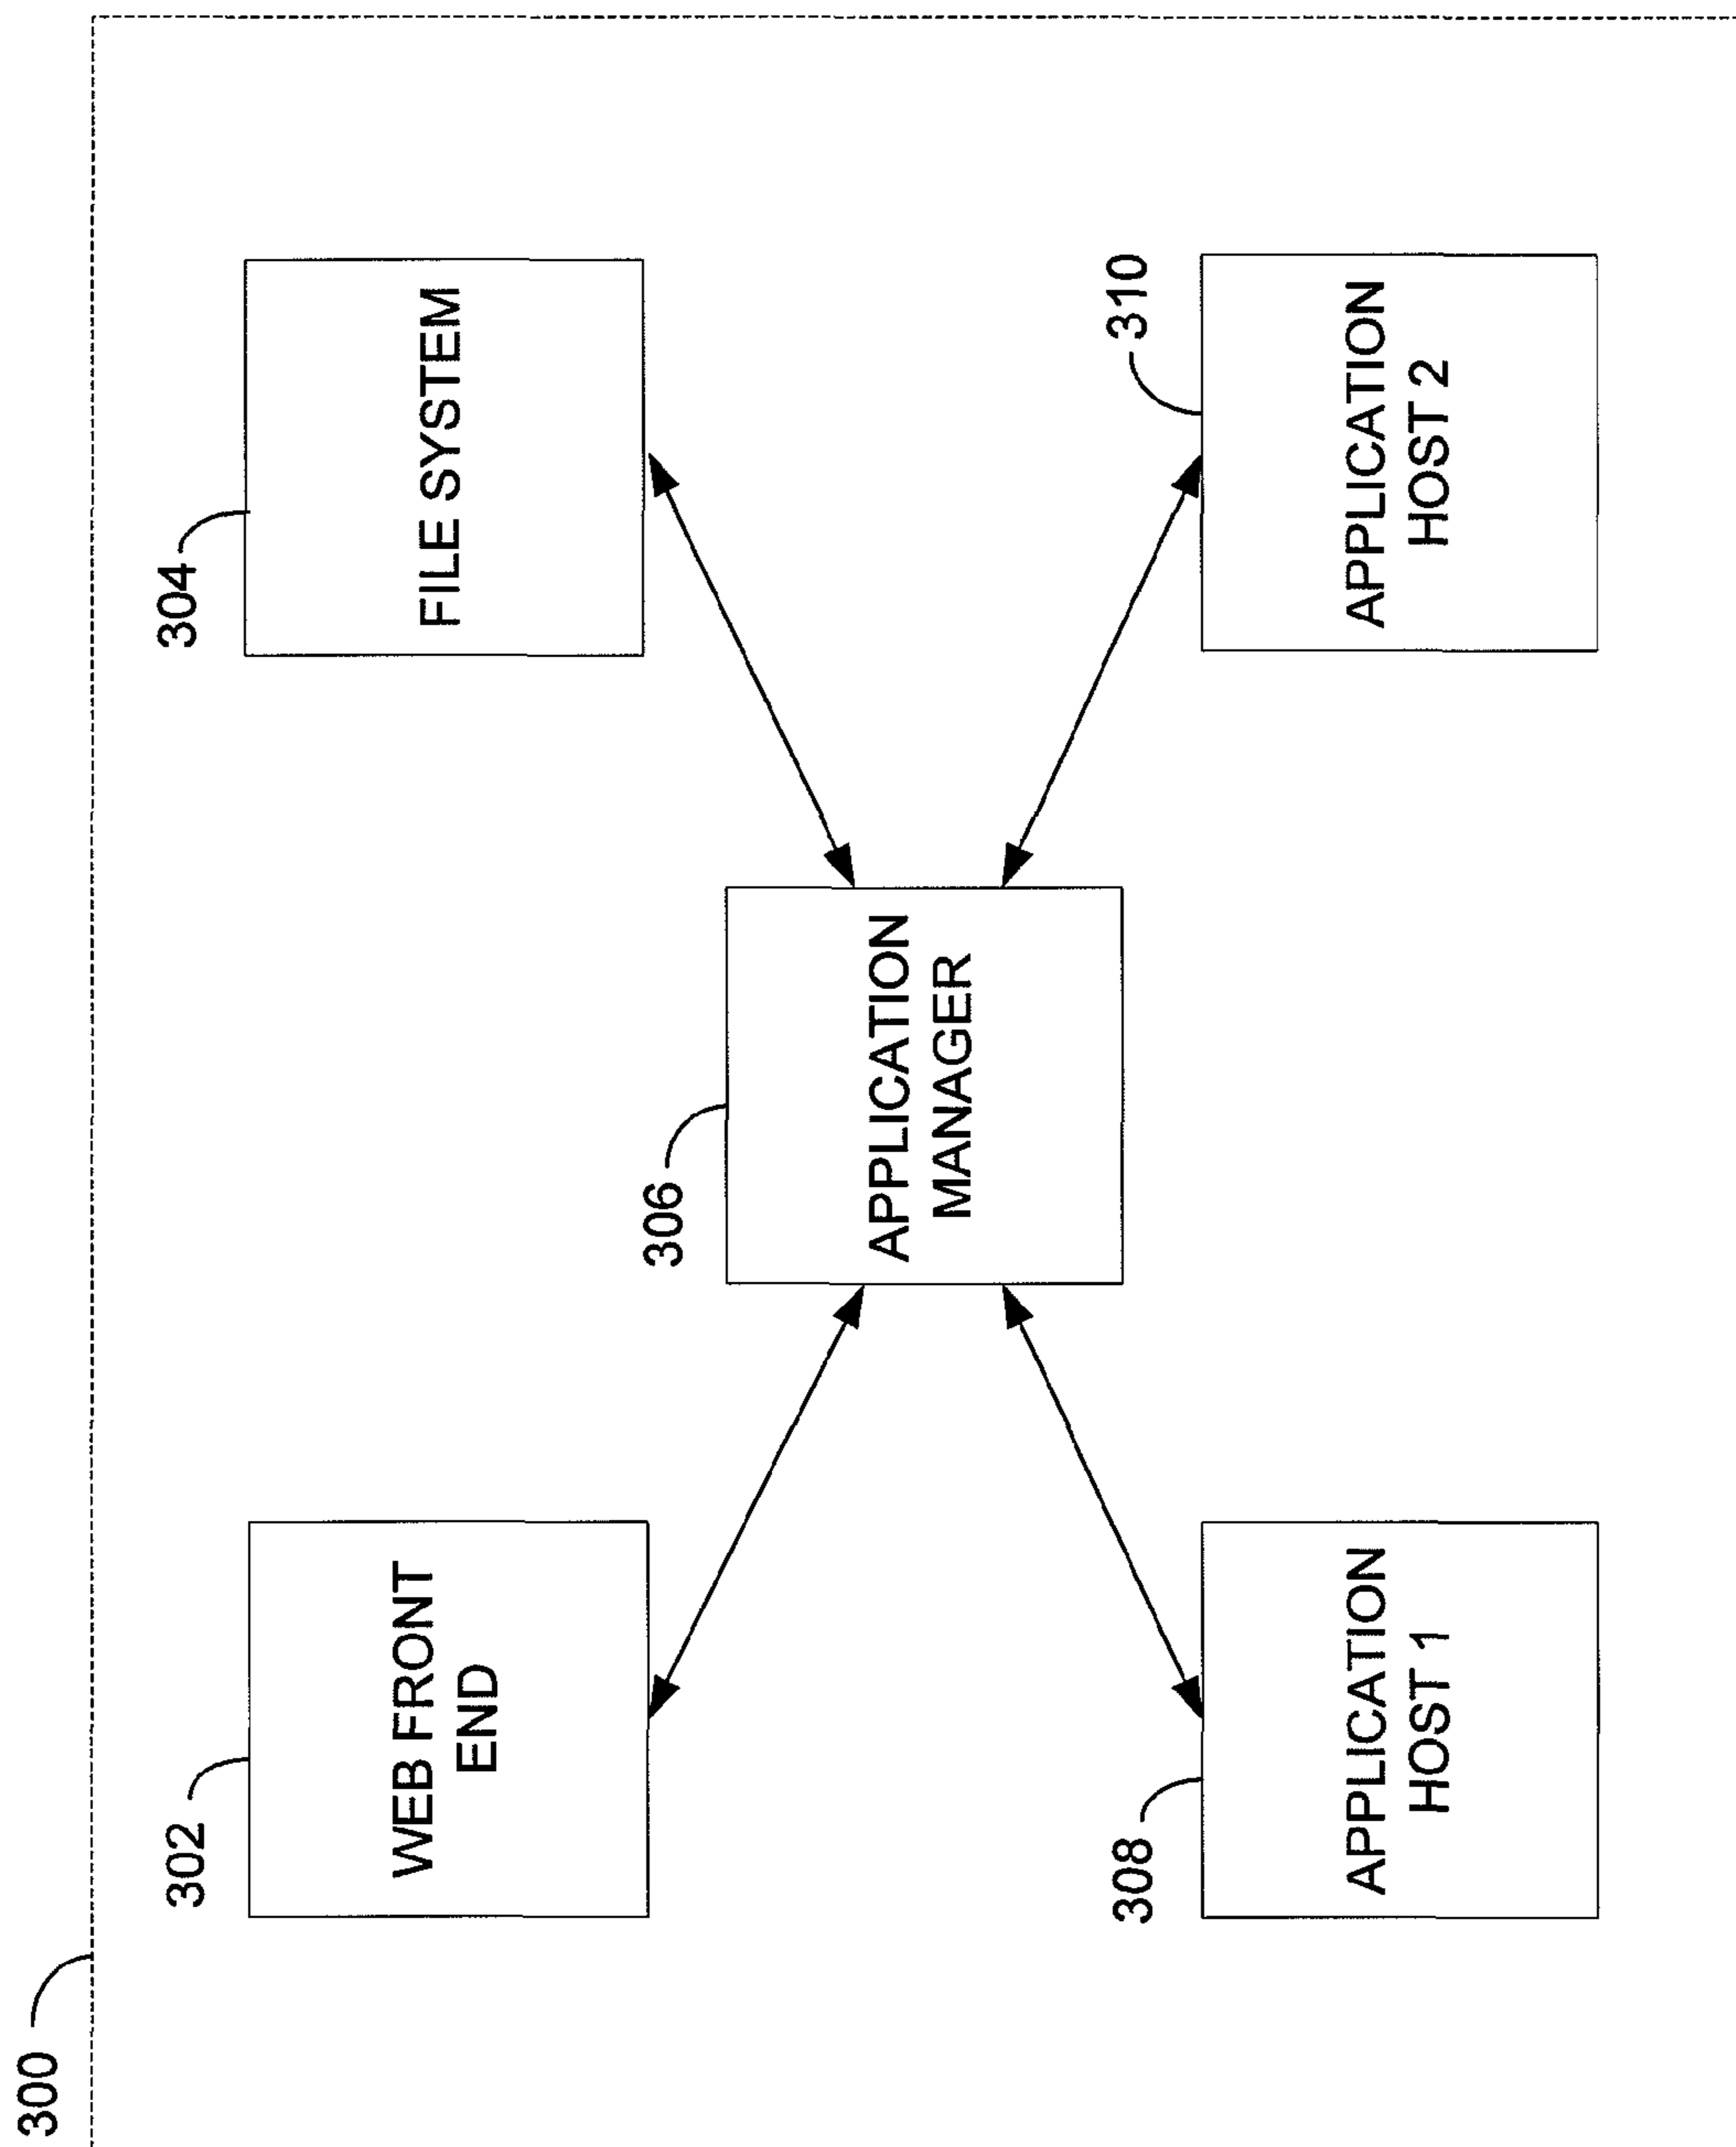 300
302
WEB FRONT
END
304
FILE SYSTEM
306
APPLICATION
MANAGER
308
APPLICATION
HOST 1
310
APPLICATION
HOST 2